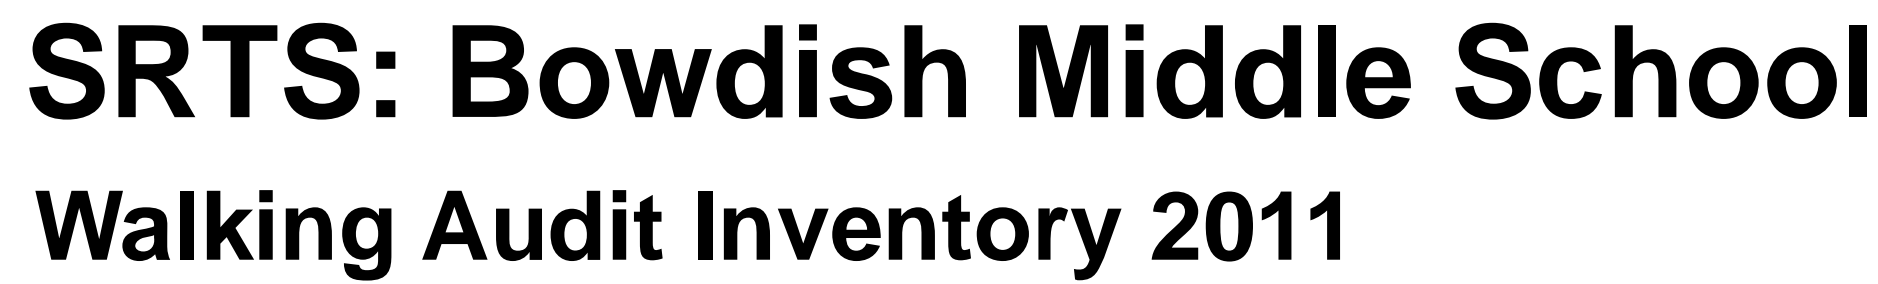 SRTS: Bowdish Middle School
Walking Audit Inventory 2011